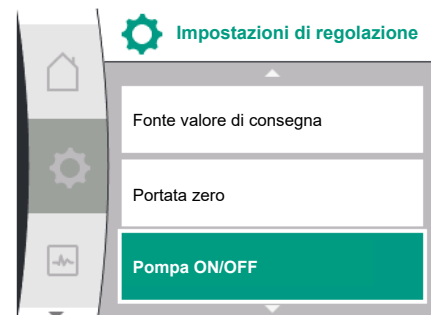 Impostazioni di regolazione
Fonte valore di consegna
Portata zero
Pompa ON/OFF